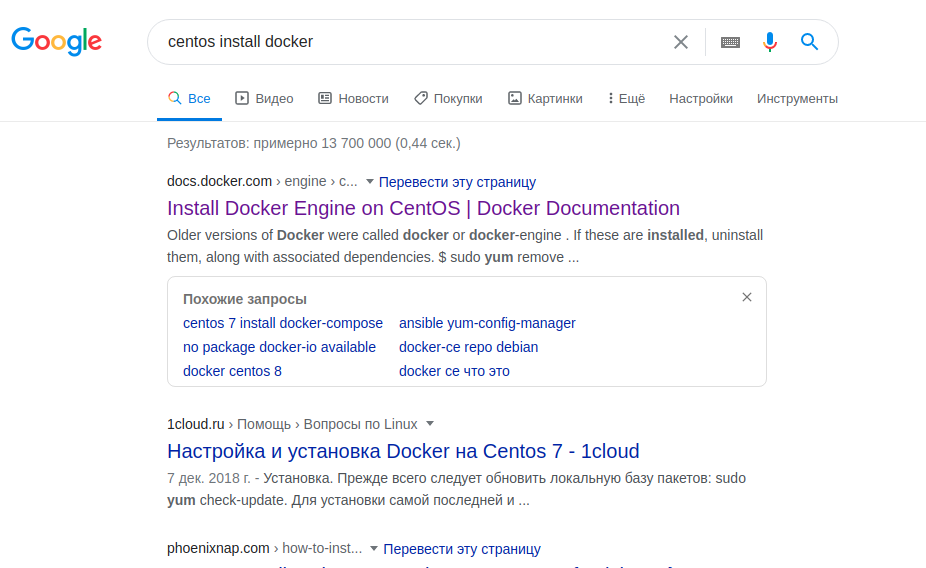 Google
centos install docker
Все Видео Новости Покупки Картинки Ещё Настройки Инструменты
Результатов: примерно 13 700 000 (0,44 сек.)
docs.docker.com › engine › c... Перевести эту страницу
Install Docker Engine on CentOS | Docker Documentation
Older versions of Docker were called docker or docker-engine . If these are installed, uninstall
them, along with associated dependencies. $ sudo yum remove ...
Похожие запросы
centos 7 install docker-compose ansible yum-config-manager
no package docker-io available docker-ce repo debian
docker centos 8 docker ce что это
1cloud.ru › Помощь › Вопросы по Linux
Настройка и установка Docker на Centos 7 - 1cloud
7 дек. 2018 г. - Установка. Прежде всего следует обновить локальную базу пакетов: sudo
yum check-update. Для установки самой последней и ...
phoenixnap.com › how-to-inst... Перевести эту страницу